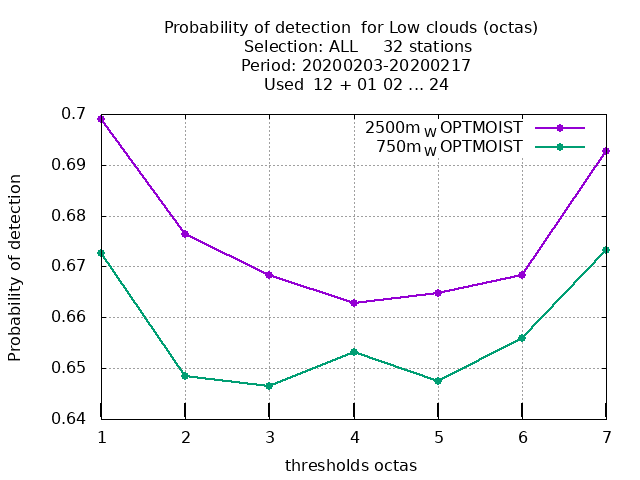 Probability of detection  for Low clouds (octas)
Selection: ALL     32 stations
Period: 20200203-20200217
Used  12 + 01 02 ... 24
2500m_W OPTMOIST
750m_W OPTMOIST
Probability of detection
0.7
0.69
0.68
0.67
0.66
0.65
0.64
1 2 3 4 5 6 7
thresholds octas